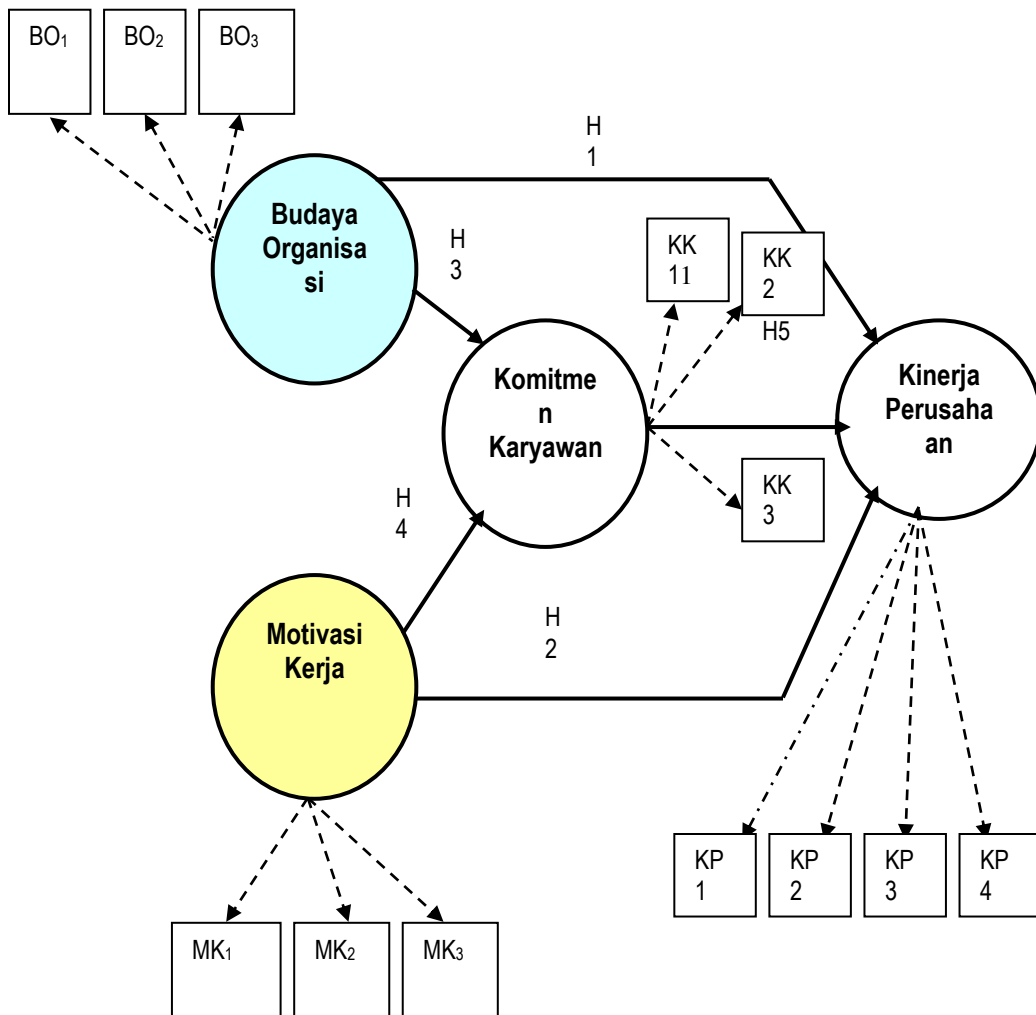 BO₁
BO₂
BO₃
H
1
Budaya
Organisa
si
H
3
KK
11
KK
2
H5
Komitme
n
Karyawan
Kinerja
Perusaha
an
KK
3
H
4
Motivasi
Kerja
H
2
KP
1
KP
2
KP
3
KP
4
MK₁
MK₂
MK₃